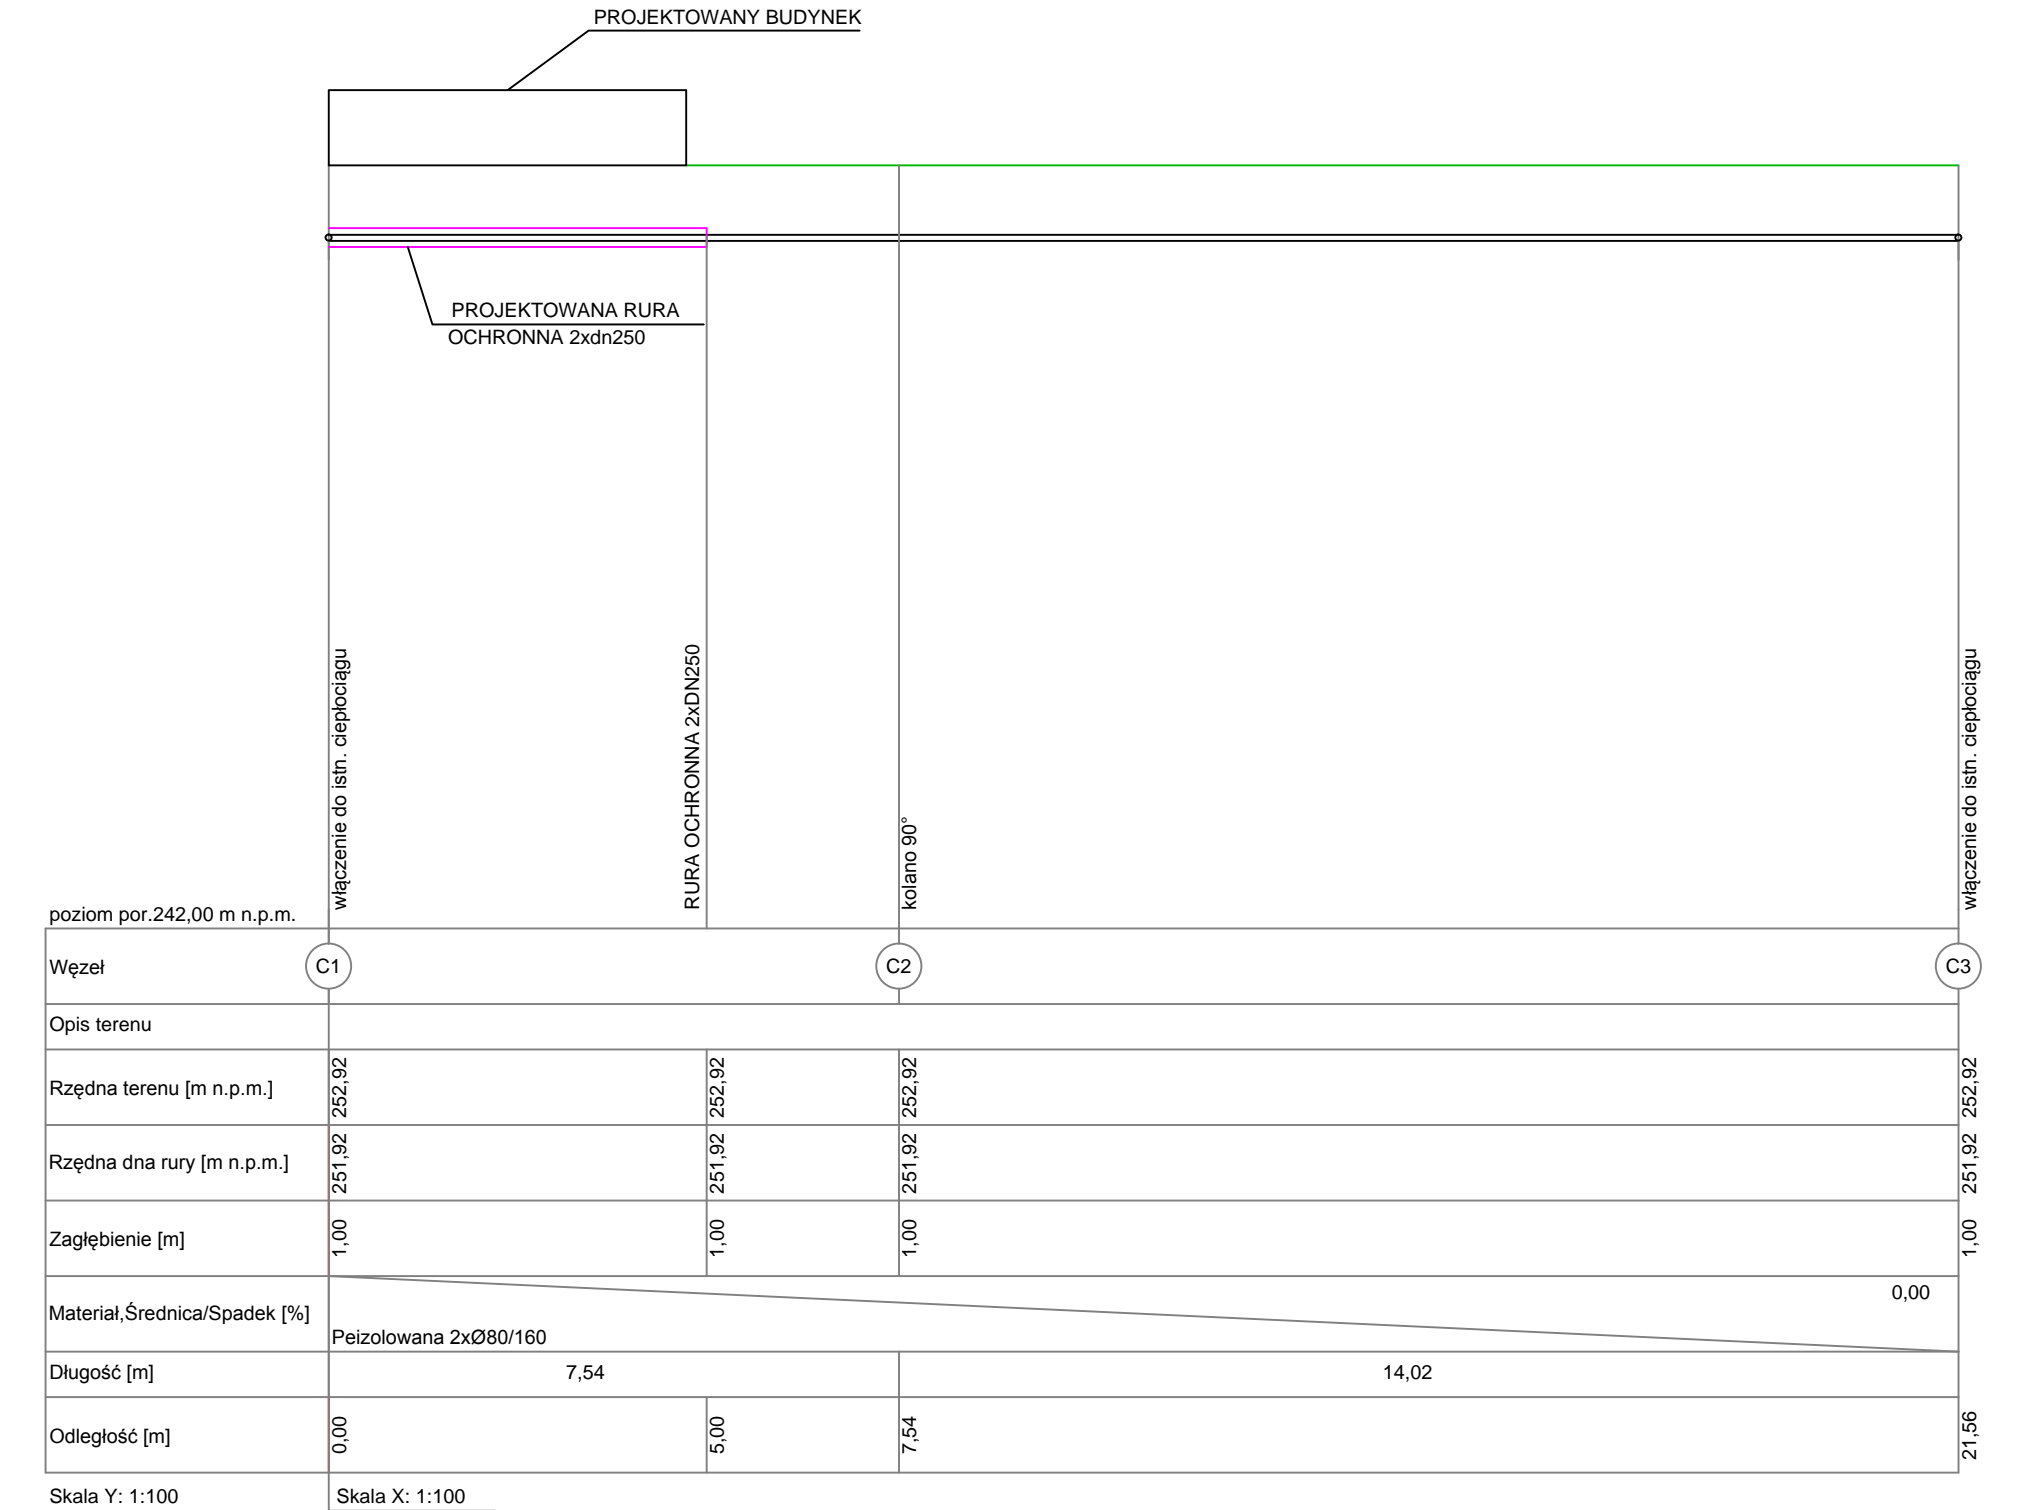 PROJEKTOWANY BUDYNEK
PROJEKTOWANA RURA
OCHRONNA 2xdn250
włączenie do istn. ciepłociągu
RURA OCHRONNA 2xDN250
kolano 90°
włączenie do istn. ciepłociągu
poziom por.242,00 m n.p.m.
Węzeł C1 C2 C3
Opis terenu
Rzędna terenu [m n.p.m.] 252,92 252,92 252,92 252,92
Rzędna dna rury [m n.p.m.] 251,92 251,92 251,92 251,92
Zagłębienie [m] 1,00 1,00 1,00 1,00
0,00
Materiał,Średnica/Spadek [%]
Peizolowana 2xØ80/160
Długość [m] 7,54 14,02
Odległość [m] 0,00 5,00 7,54 21,56
Skala Y: 1:100 Skala X: 1:100